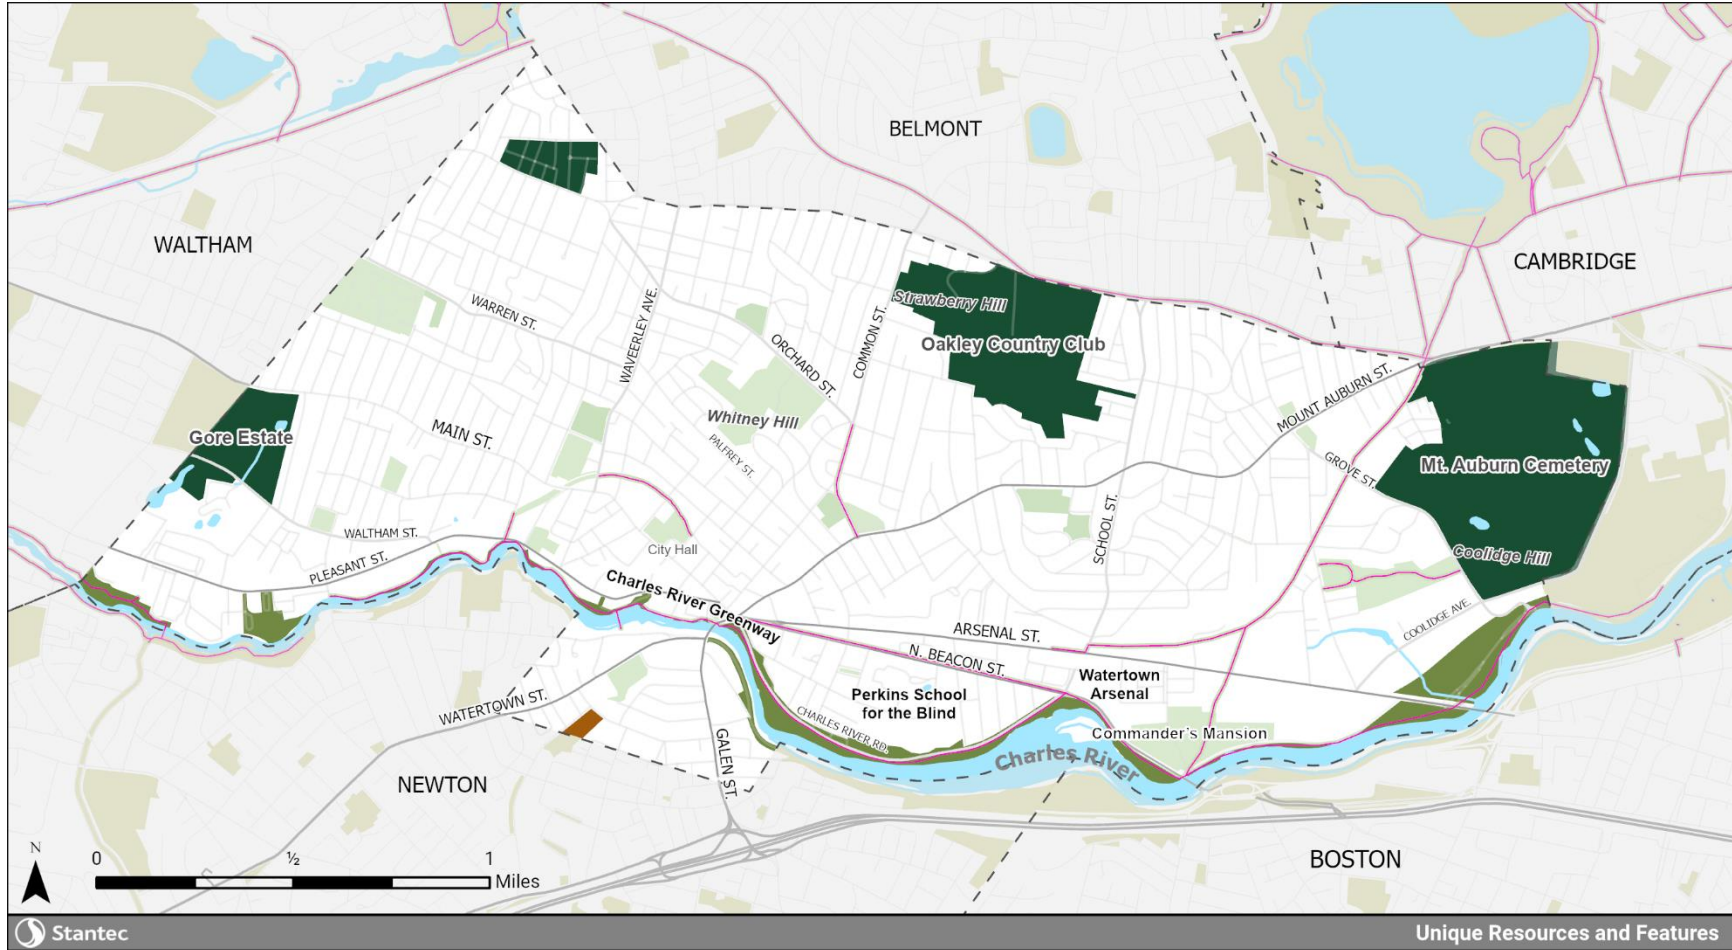 BELMONT
WALTHAM
CAMBRIDGE
WARREN ST.
WAVEERLEY AVE.
ORCHARD ST.
COMMON ST.
Strawberry Hill
Oakley Country Club
MOUNT AUBURN ST.
Whitney Hill
PALFREY ST.
MAIN ST.
Gore Estate
GROVE ST.
Mt. Auburn Cemetery
SCHOOL ST.
WALTHAM ST.
City Hall
Coolidge Hill
PLEASANT ST.
Charles River Greenway
COOLIDGE AVE.
ARSENAL ST.
N. BEACON ST.
Watertown
Arsenal
Perkins School
for the Blind
WATERTOWN ST.
CHARLES RIVER RD.
Commander's Mansion
GALEN ST.
Charles River
NEWTON
BOSTON
N
0 ½ 1
Miles
Stantec
Unique Resources and Features